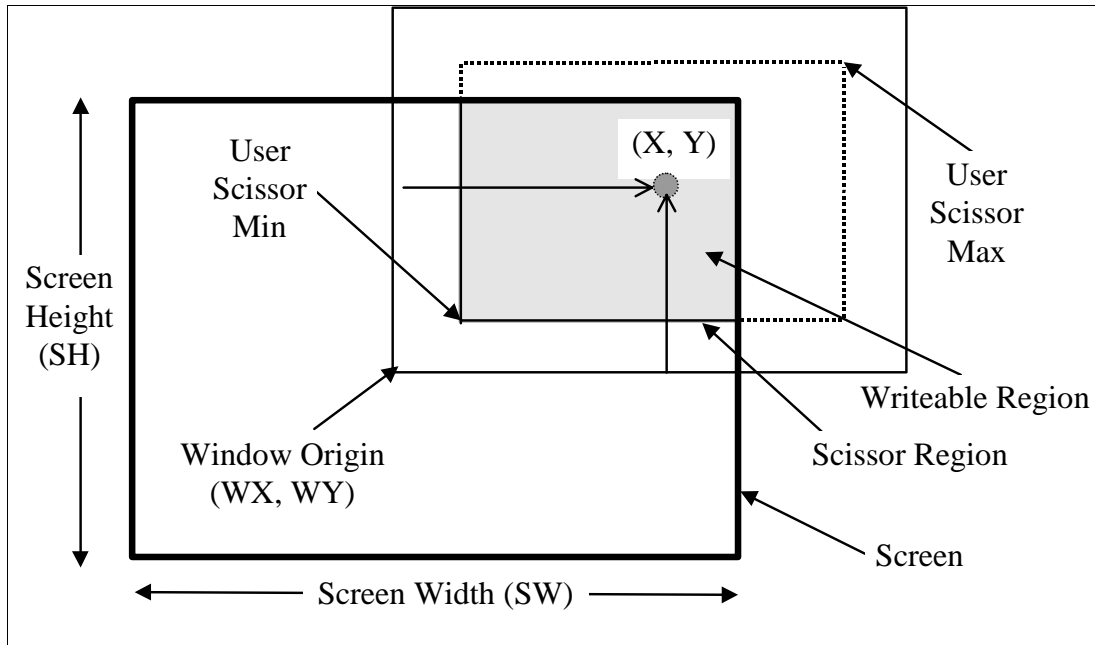 (X, Y)
User
Scissor
Min
User
Scissor
Max
Screen
Height
(SH)
Writeable Region
Window Origin
(WX, WY)
Scissor Region
Screen
Screen Width (SW)